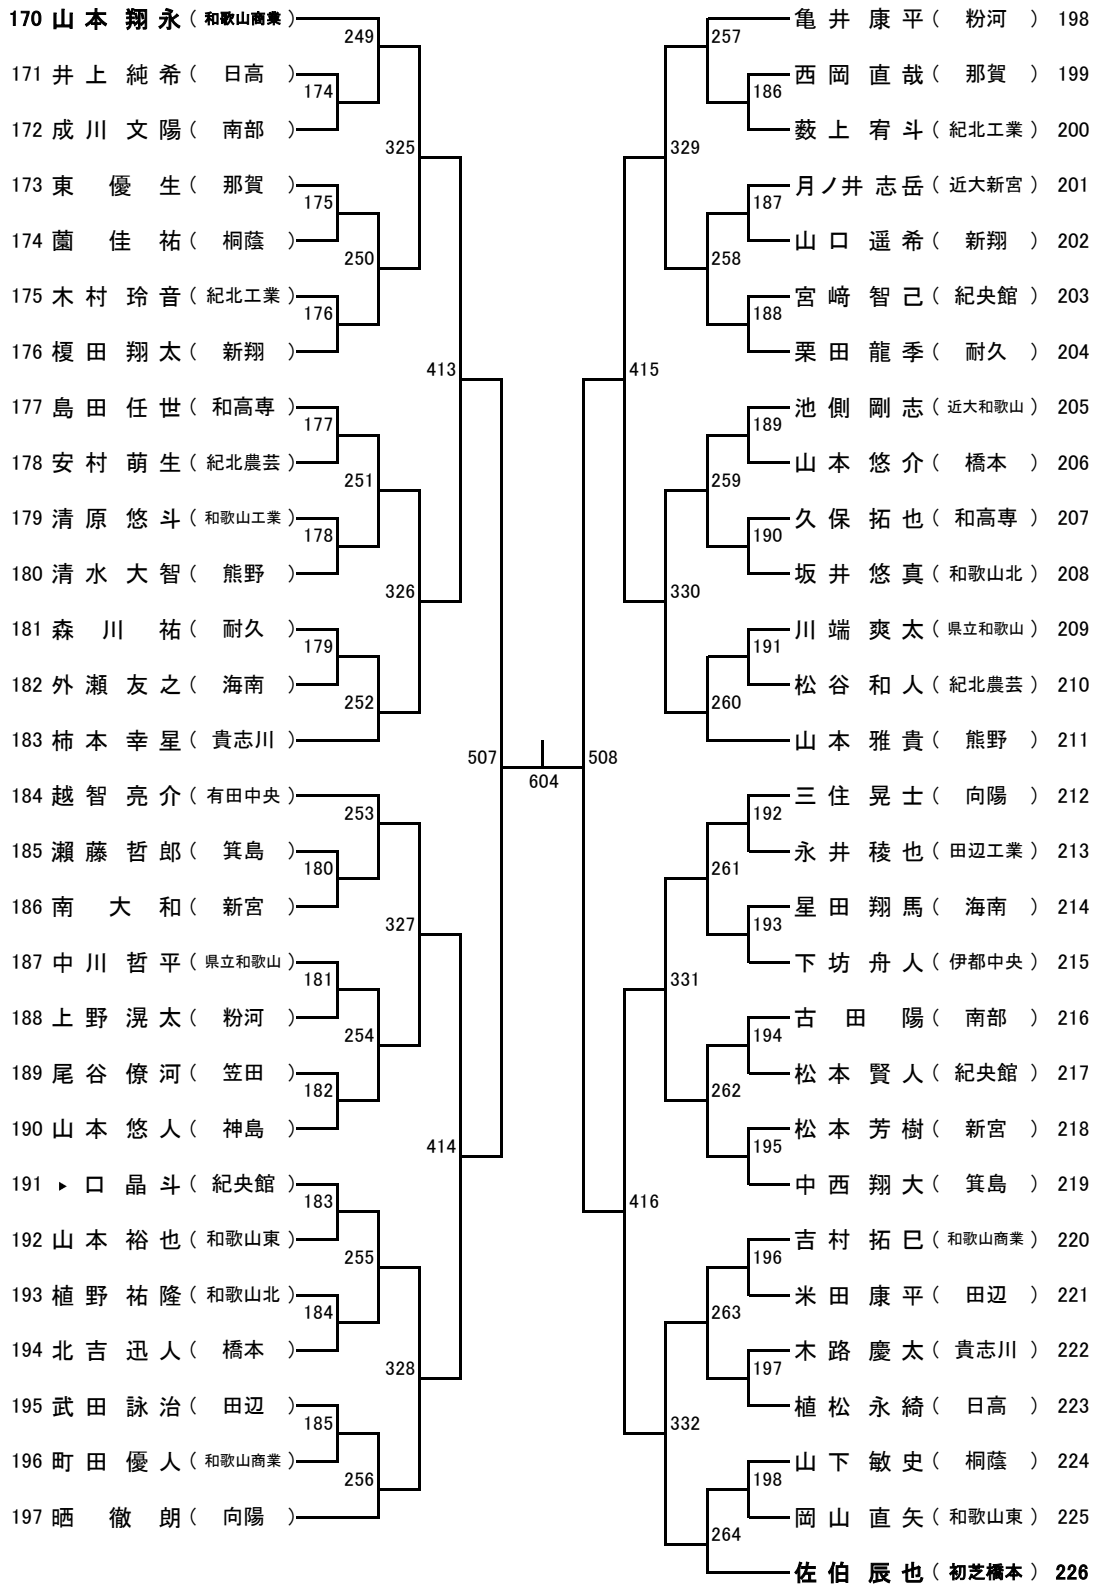 170 山本 翔永 (和歌山商業)
249
171 井上 純希 (日高)
174
172 成川 文陽 (南部)
325
173 東 優生 (那賀)
175
174 薗 佳祐 (桐蔭)
250
175 木村 玲音 (紀北工業)
176
176 榎田 翔太 (新翔)
413
177 島田 任世 (和高専)
177
178 安村 萌生 (紀北農芸)
251
179 清原 悠斗 (和歌山工業)
178
180 清水 大智 (熊野)
326
181 森川 祐 (耐久)
179
182 外瀬 友之 (海南)
252
183 柿本 幸星 (貴志川)
507
604
184 越智 亮介 (有田中央)
253
185 瀬藤 哲郎 (箕島)
180
186 南 大和 (新宮)
327
187 中川 哲平 (県立和歌山)
181
188 上野 滉太 (粉河)
254
189 尾谷 僚河 (笠田)
182
190 山本 悠人 (神島)
414
191 ▸口 晶斗 (紀央館)
183
192 山本 裕也 (和歌山東)
255
193 植野 祐隆 (和歌山北)
184
194 北吉 迅人 (橋本)
328
195 武田 詠治 (田辺)
185
196 町田 優人 (和歌山商業)
256
197 晒 徹朗 (向陽)
亀井 康平 (粉河) 198
257
西岡 直哉 (那賀) 199
186
薮上 宥斗 (紀北工業) 200
329
月ノ井 志岳 (近大新宮) 201
187
山口 遥希 (新翔) 202
258
宮﨑 智己 (紀央館) 203
188
栗田 龍季 (耐久) 204
415
池側 剛志 (近大和歌山) 205
189
山本 悠介 (橋本) 206
259
久保 拓也 (和高専) 207
190
坂井 悠真 (和歌山北) 208
330
川端 爽太 (県立和歌山) 209
191
松谷 和人 (紀北農芸) 210
260
山本 雅貴 (熊野) 211
508
三住 晃士 (向陽) 212
192
永井 稜也 (田辺工業) 213
261
星田 翔馬 (海南) 214
193
下坊 舟人 (伊都中央) 215
331
古田 陽 (南部) 216
194
松本 賢人 (紀央館) 217
262
松本 芳樹 (新宮) 218
195
中西 翔大 (箕島) 219
416
吉村 拓巳 (和歌山商業) 220
196
米田 康平 (田辺) 221
263
木路 慶太 (貴志川) 222
197
植松 永綺 (日高) 223
332
山下 敏史 (桐蔭) 224
198
岡山 直矢 (和歌山東) 225
264
佐伯 辰也 (初芝橋本) 226